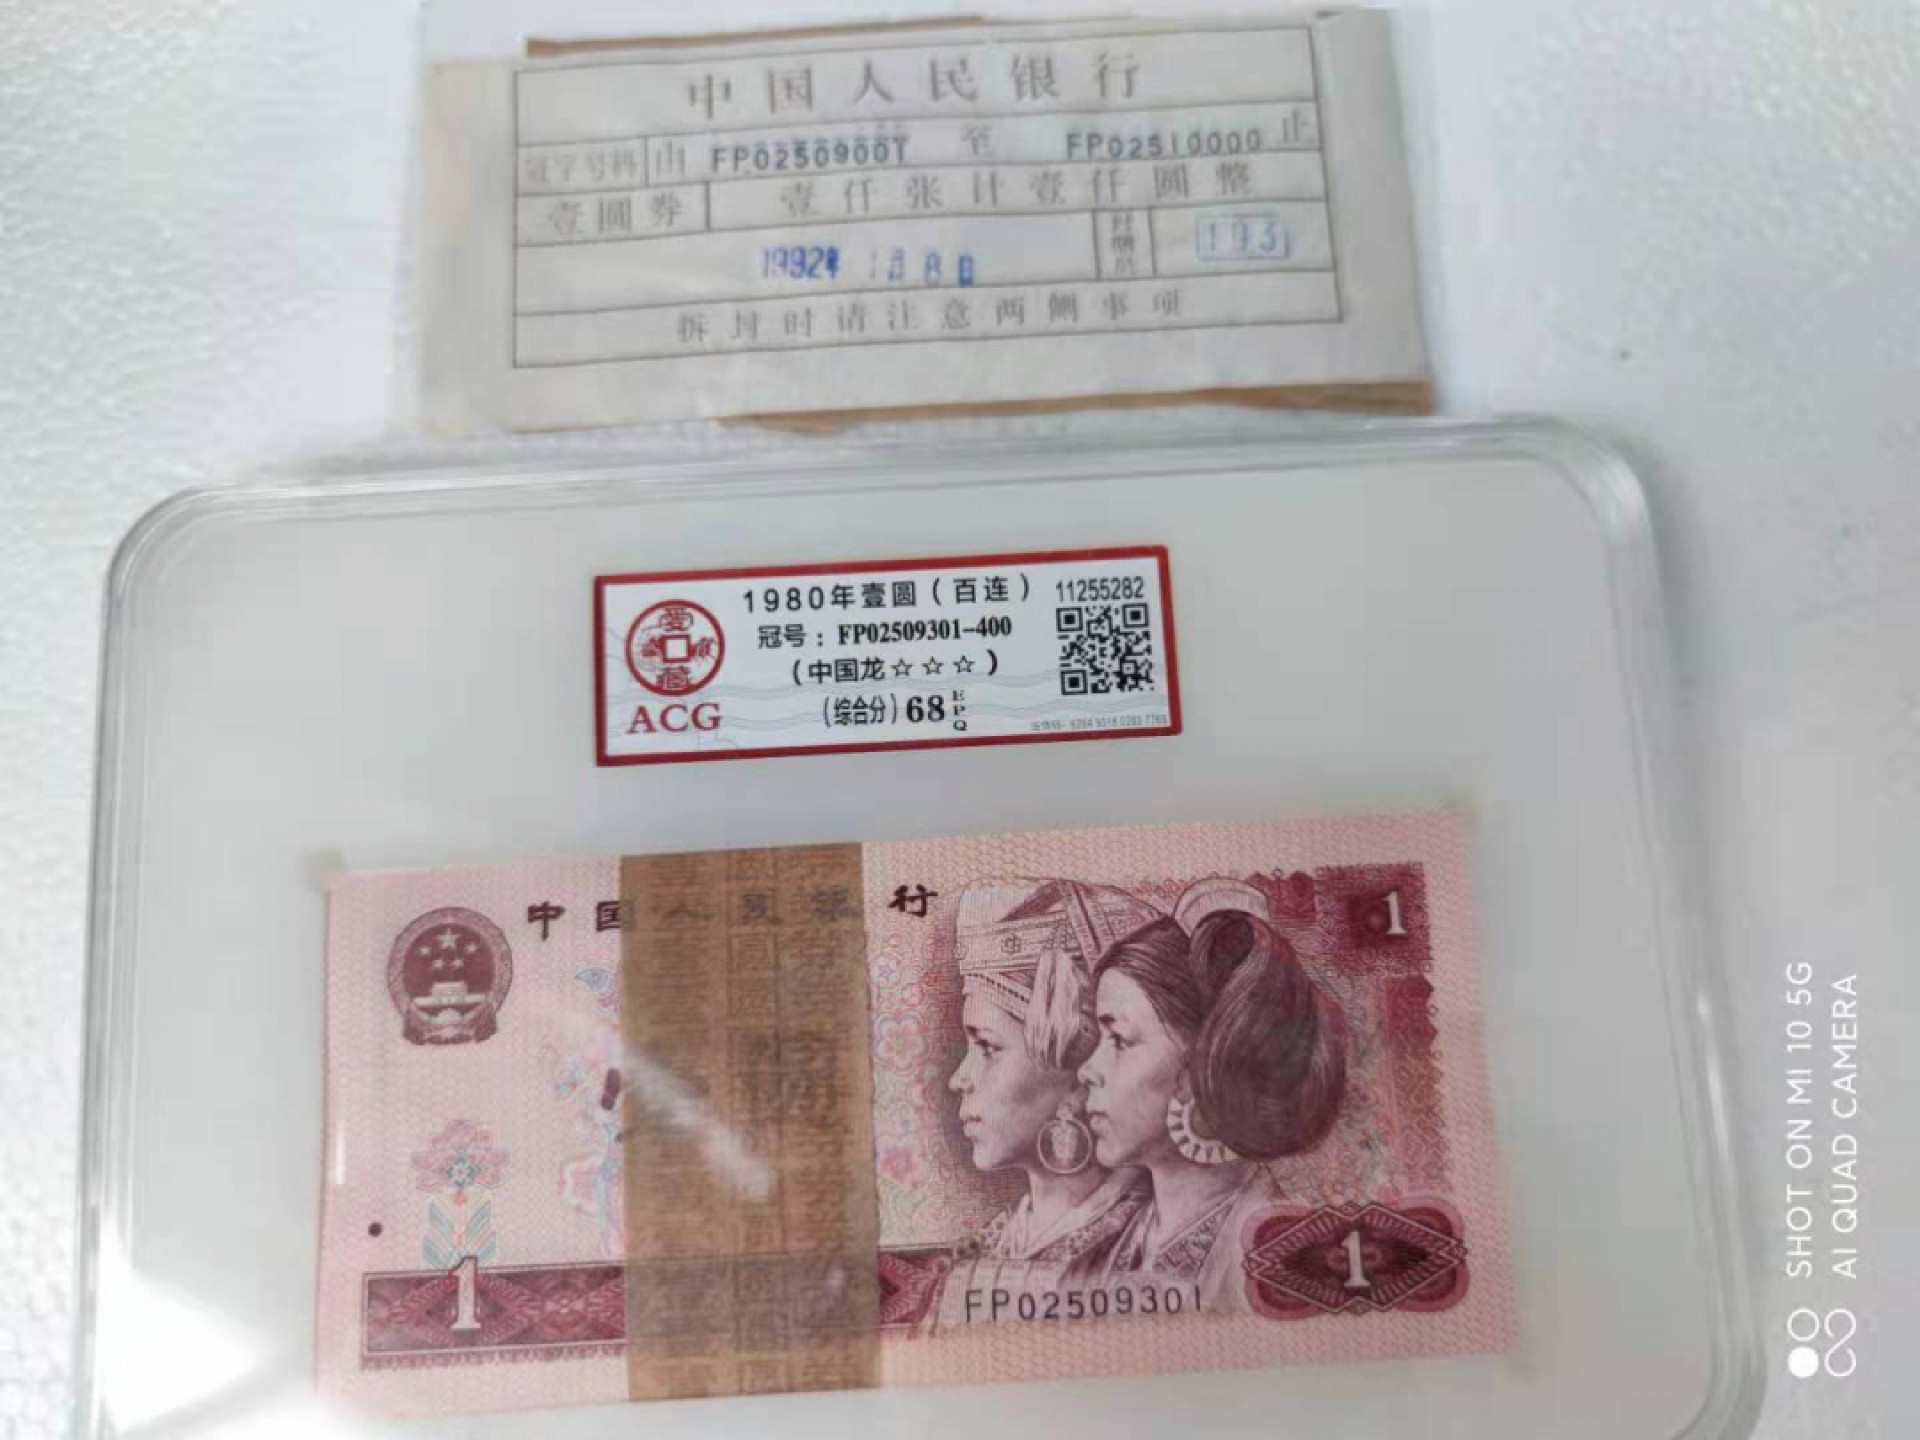 中国人民银行
冠字号码 由 FP02509001 至 FP02510000 止
壹圆券 壹仟张计壹仟圆整
1992年 1月8日 封捆员 193
拆封时请注意两侧事项
1980年壹圆（百连） 11255282
冠号：FP02509301-400
（中国龙☆☆☆）
（综合分）68 EPQ
爱藏
ACG
中国人民银行
1
1
1
FP02509301
SHOT ON MI 10 5G
AI QUAD CAMERA